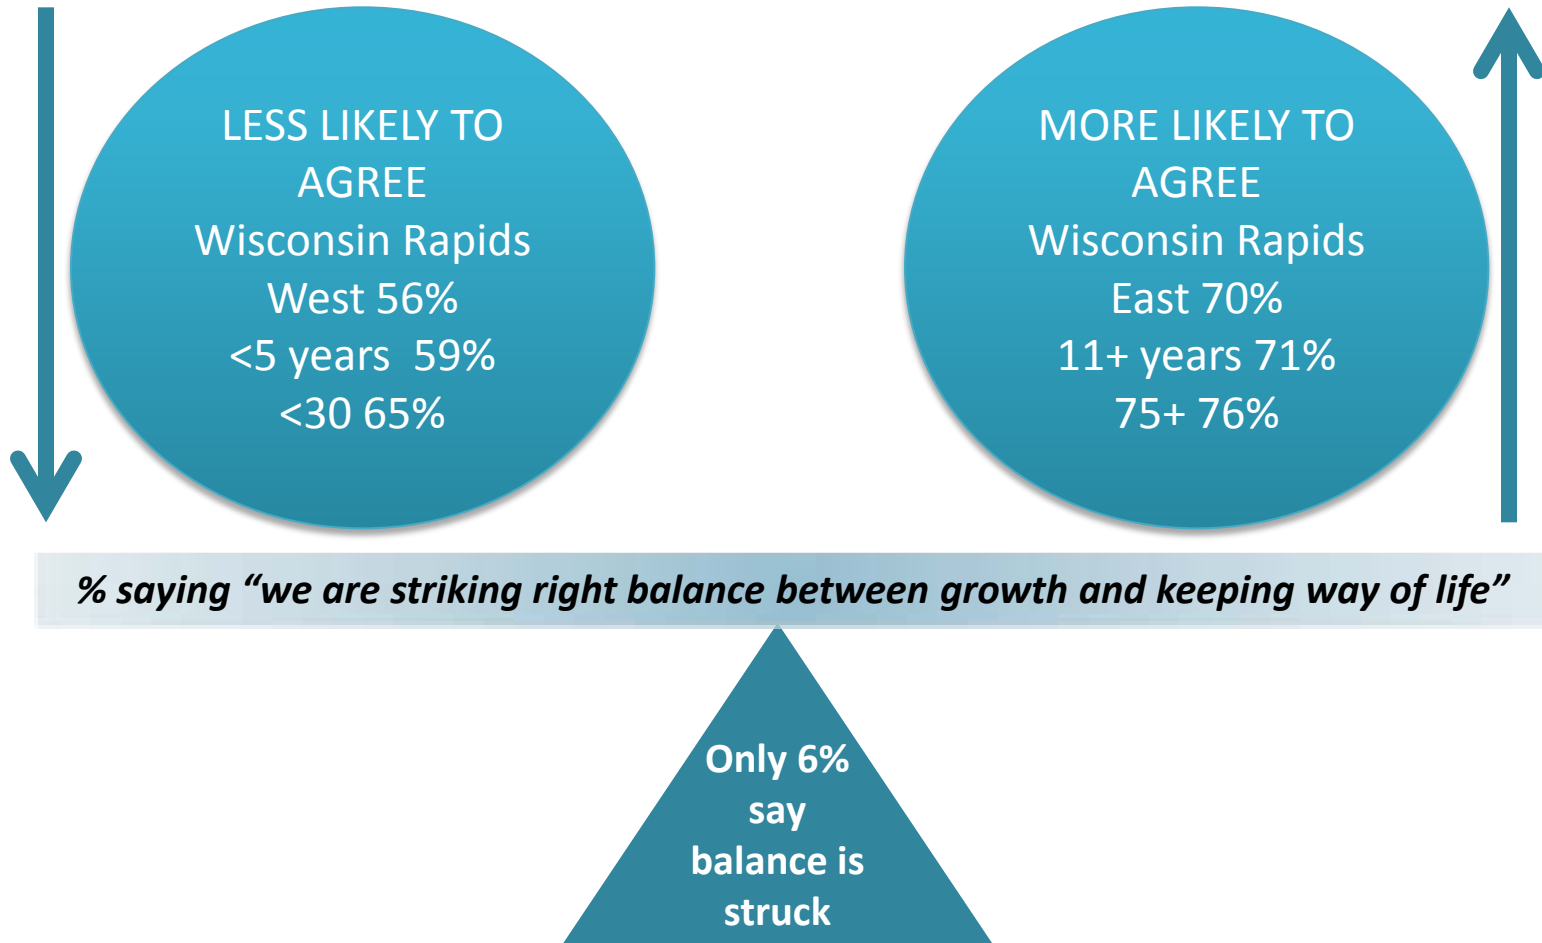 LESS LIKELY TO
AGREE
Wisconsin Rapids
West 56%
<5 years  59%
<30 65%
MORE LIKELY TO
AGREE
Wisconsin Rapids
East 70%
11+ years 71%
75+ 76%
% saying “we are striking right balance between growth and keeping way of life”
Only 6%
say
balance is
struck